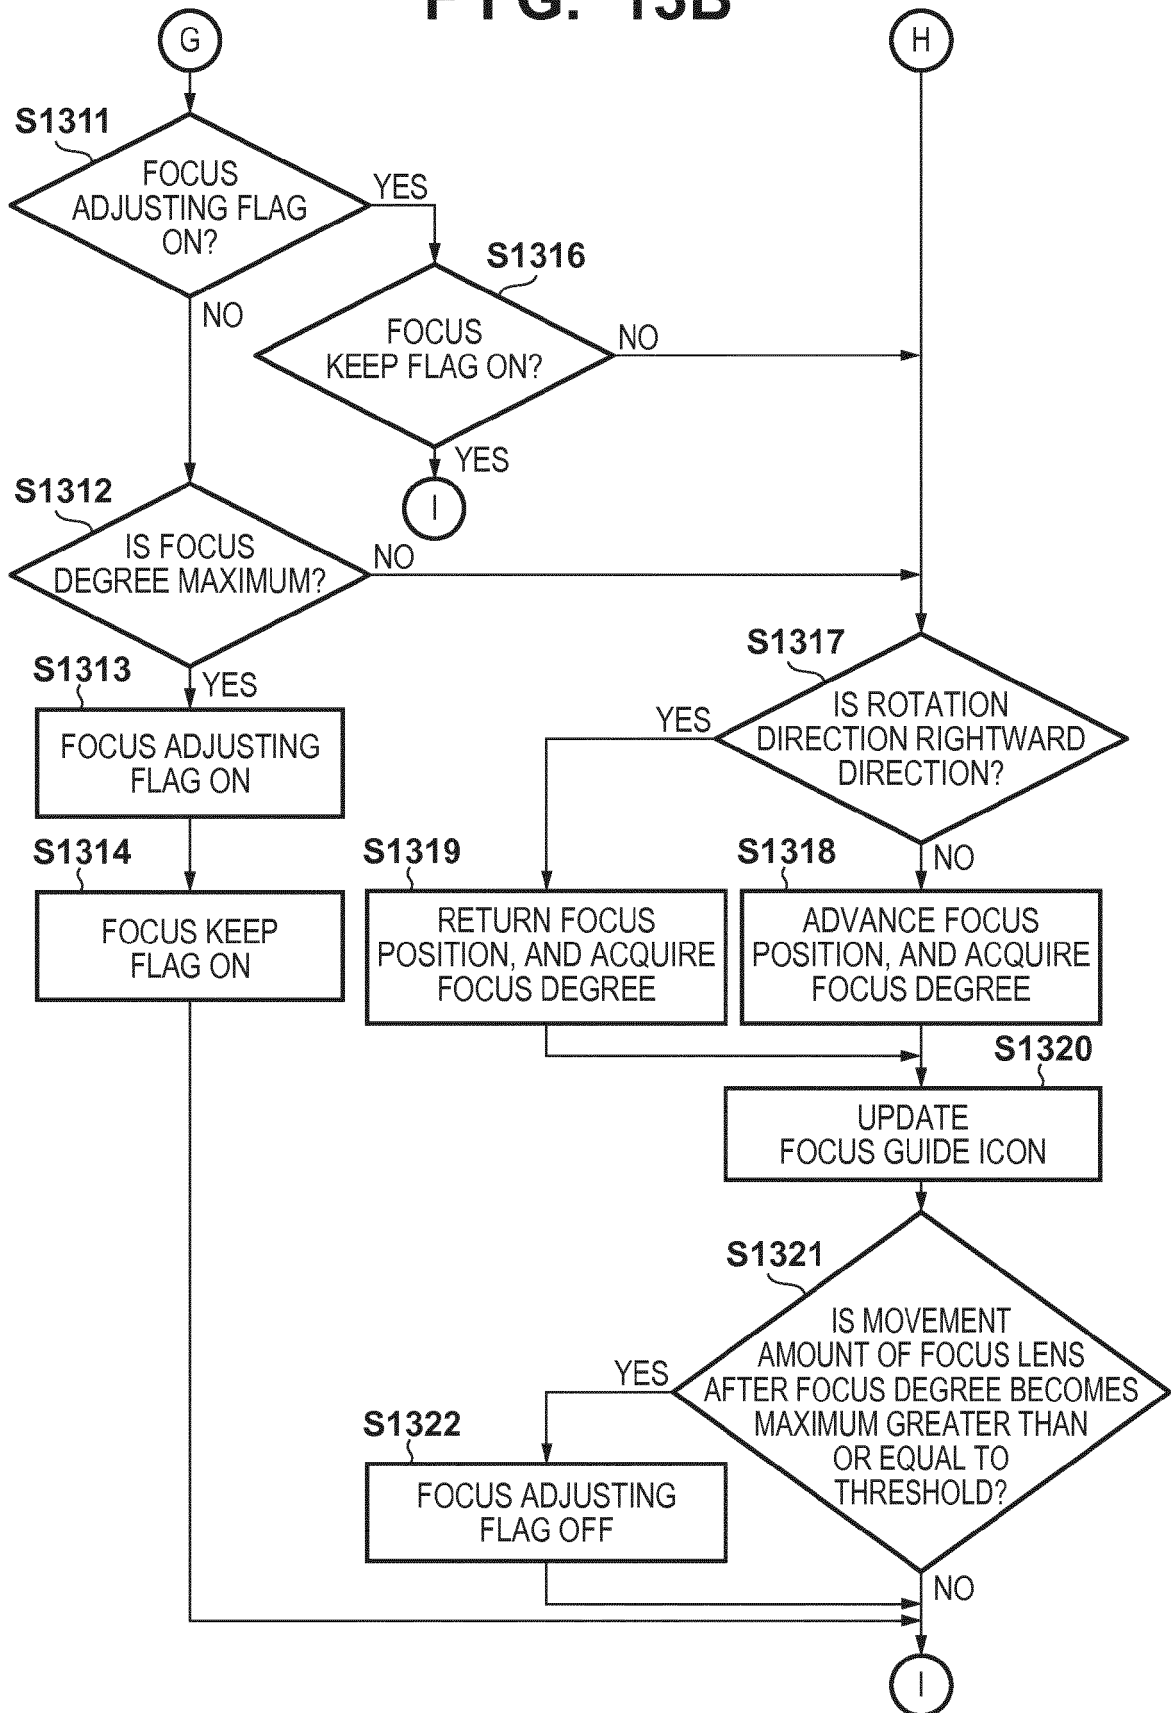 FIG. 13B
G
H
S1311
FOCUS
ADJUSTING FLAG
ON?
YES
NO
S1316
FOCUS
KEEP FLAG ON?
NO
YES
I
S1312
IS FOCUS
DEGREE MAXIMUM?
NO
YES
S1313
FOCUS ADJUSTING
FLAG ON
S1314
FOCUS KEEP
FLAG ON
S1317
IS ROTATION
DIRECTION RIGHTWARD
DIRECTION?
YES
NO
S1319
RETURN FOCUS
POSITION, AND ACQUIRE
FOCUS DEGREE
S1318
ADVANCE FOCUS
POSITION, AND ACQUIRE
FOCUS DEGREE
S1320
UPDATE
FOCUS GUIDE ICON
S1321
IS MOVEMENT
AMOUNT OF FOCUS LENS
AFTER FOCUS DEGREE BECOMES
MAXIMUM GREATER THAN
OR EQUAL TO
THRESHOLD?
YES
NO
S1322
FOCUS ADJUSTING
FLAG OFF
I